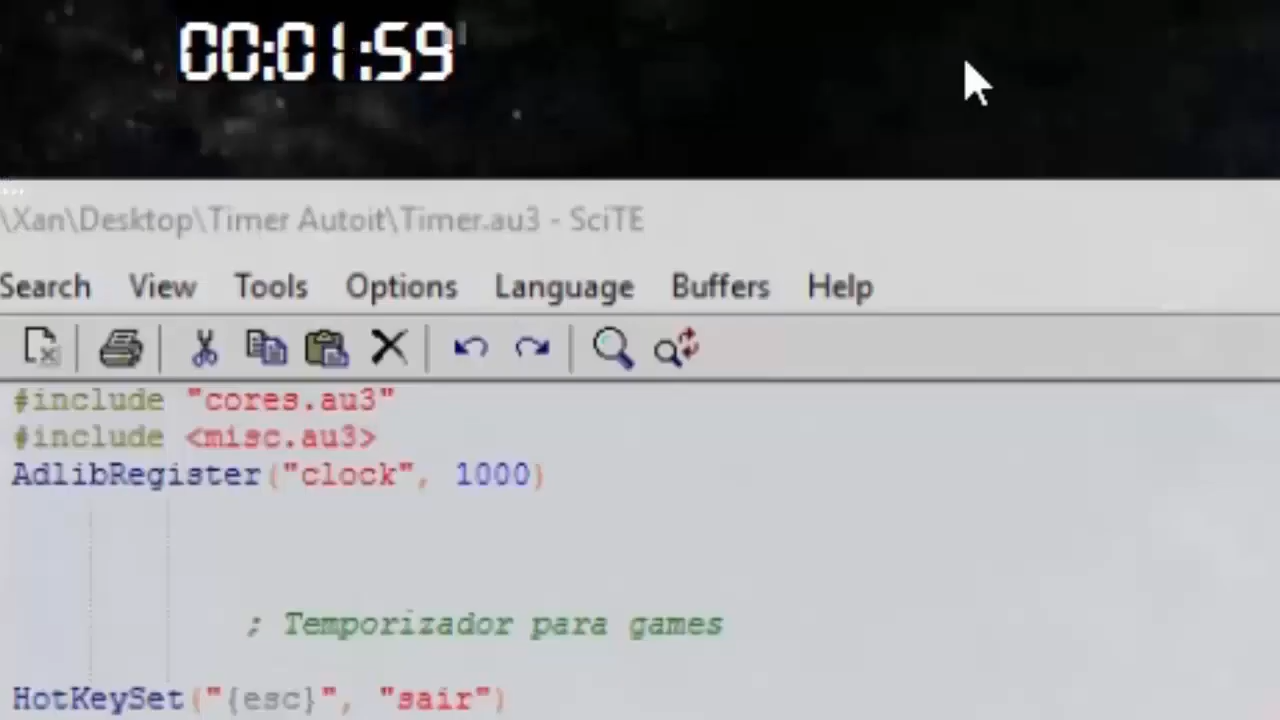 00:01:59
...
\Xan\Desktop\Timer Autoit\Timer.au3 - SciTE
Search View Tools Options Language Buffers Help
#include "cores.au3"
#include <misc.au3>
AdlibRegister("clock", 1000)
; Temporizador para games
HotKeySet("{esc}", "sair")